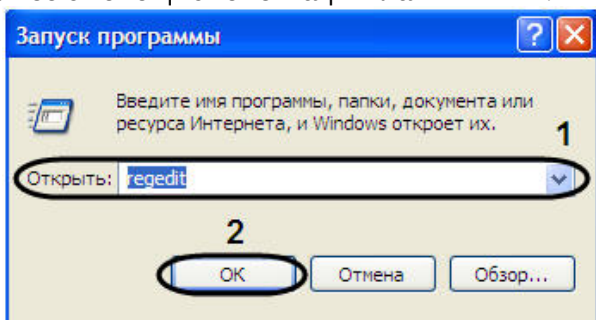 Запуск программы
Введите имя программы, папки, документа или
ресурса Интернета, и Windows откроет их.
1
Открыть: regedit
2
ОК Отмена Обзор...